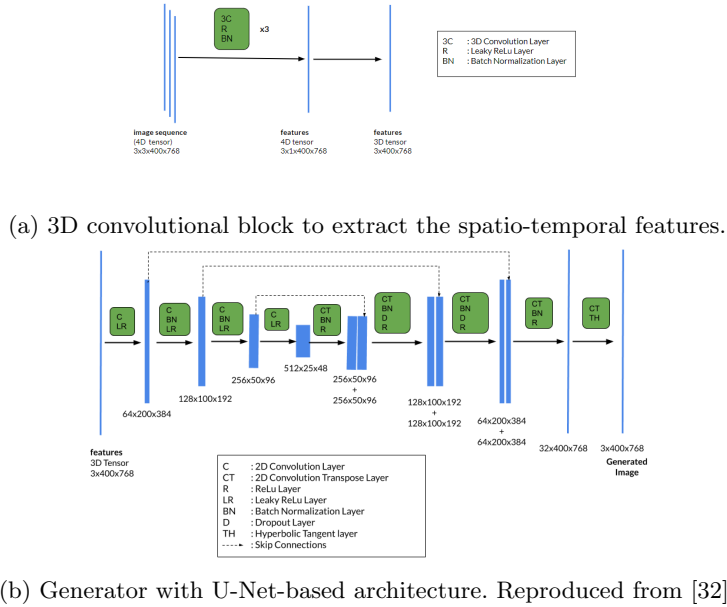 3C
R
BN
x3
3C : 3D Convolution Layer
R : Leaky ReLu Layer
BN : Batch Normalization Layer
image sequence
(4D tensor)
3x3x400x768
features
4D tensor
3x1x400x768
features
3D tensor
3x400x768
(a) 3D convolutional block to extract the spatio-temporal features.
C
LR
C
BN
LR
C
BN
LR
C
LR
CT
BN
R
CT
BN
D
R
CT
BN
D
R
CT
BN
R
CT
TH
64x200x384
128x100x192
256x50x96
512x25x48
256x50x96
+
256x50x96
128x100x192
+
128x100x192
64x200x384
+
64x200x384
32x400x768
3x400x768
Generated
Image
features
3D Tensor
3x400x768
C : 2D Convolution Layer
CT : 2D Convolution Transpose Layer
R : ReLu Layer
LR : Leaky ReLu Layer
BN : Batch Normalization Layer
D : Dropout Layer
TH : Hyperbolic Tangent layer
: Skip Connections
(b) Generator with U-Net-based architecture. Reproduced from [32]